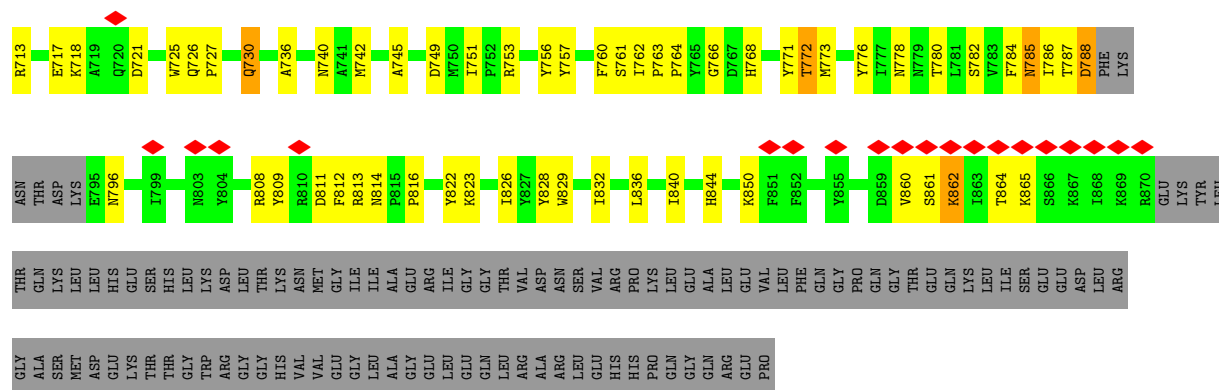 R713 E717 K718 A719 Q720 D721 W725 Q726 P727 Q730 A736 N740 A741 M742 A745 D749 M750 I751 P752 R753 Y756 Y757 F760 S761 I762 P763 P764 Y765 G766 D767 H768 Y771 T772 M773 Y776 I777 N778 N779 T780 L781 S782 V783 F784 N785 I786 T787 D788 PHE LYS
ASN THR ASP LYS E795 N796 I799 N803 Y804 R808 Y809 R810 D811 F812 R813 N814 P815 P816 Y822 K823 I826 Y827 Y828 W829 I832 L836 I840 H844 K850 F851 F852 Y855 D859 V860 S861 K862 I863 T864 K865 S866 K867 I868 K869 R870 GLU LYS TYR LEU
THR GLN LYS LEU LEU HIS GLU SER HIS LEU LYS ASP LEU THR LYS ASN MET GLY ILE ILE ALA GLU ARG ILE GLY GLY THR VAL ASP ASN SER VAL ARG PRO LYS LEU GLU ALA LEU GLU VAL LEU PHE GLN GLY PRO GLN GLY THR GLU GLN LYS LEU ILE SER GLU GLU ASP LEU ARG
GLY ALA SER MET ASP GLU LYS THR THR GLY TRP ARG GLY GLY HIS VAL VAL GLU GLY LEU ALA GLY GLU LEU GLU GLN LEU ARG ALA ARG LEU GLU HIS HIS PRO GLN GLY GLN ARG GLU PRO